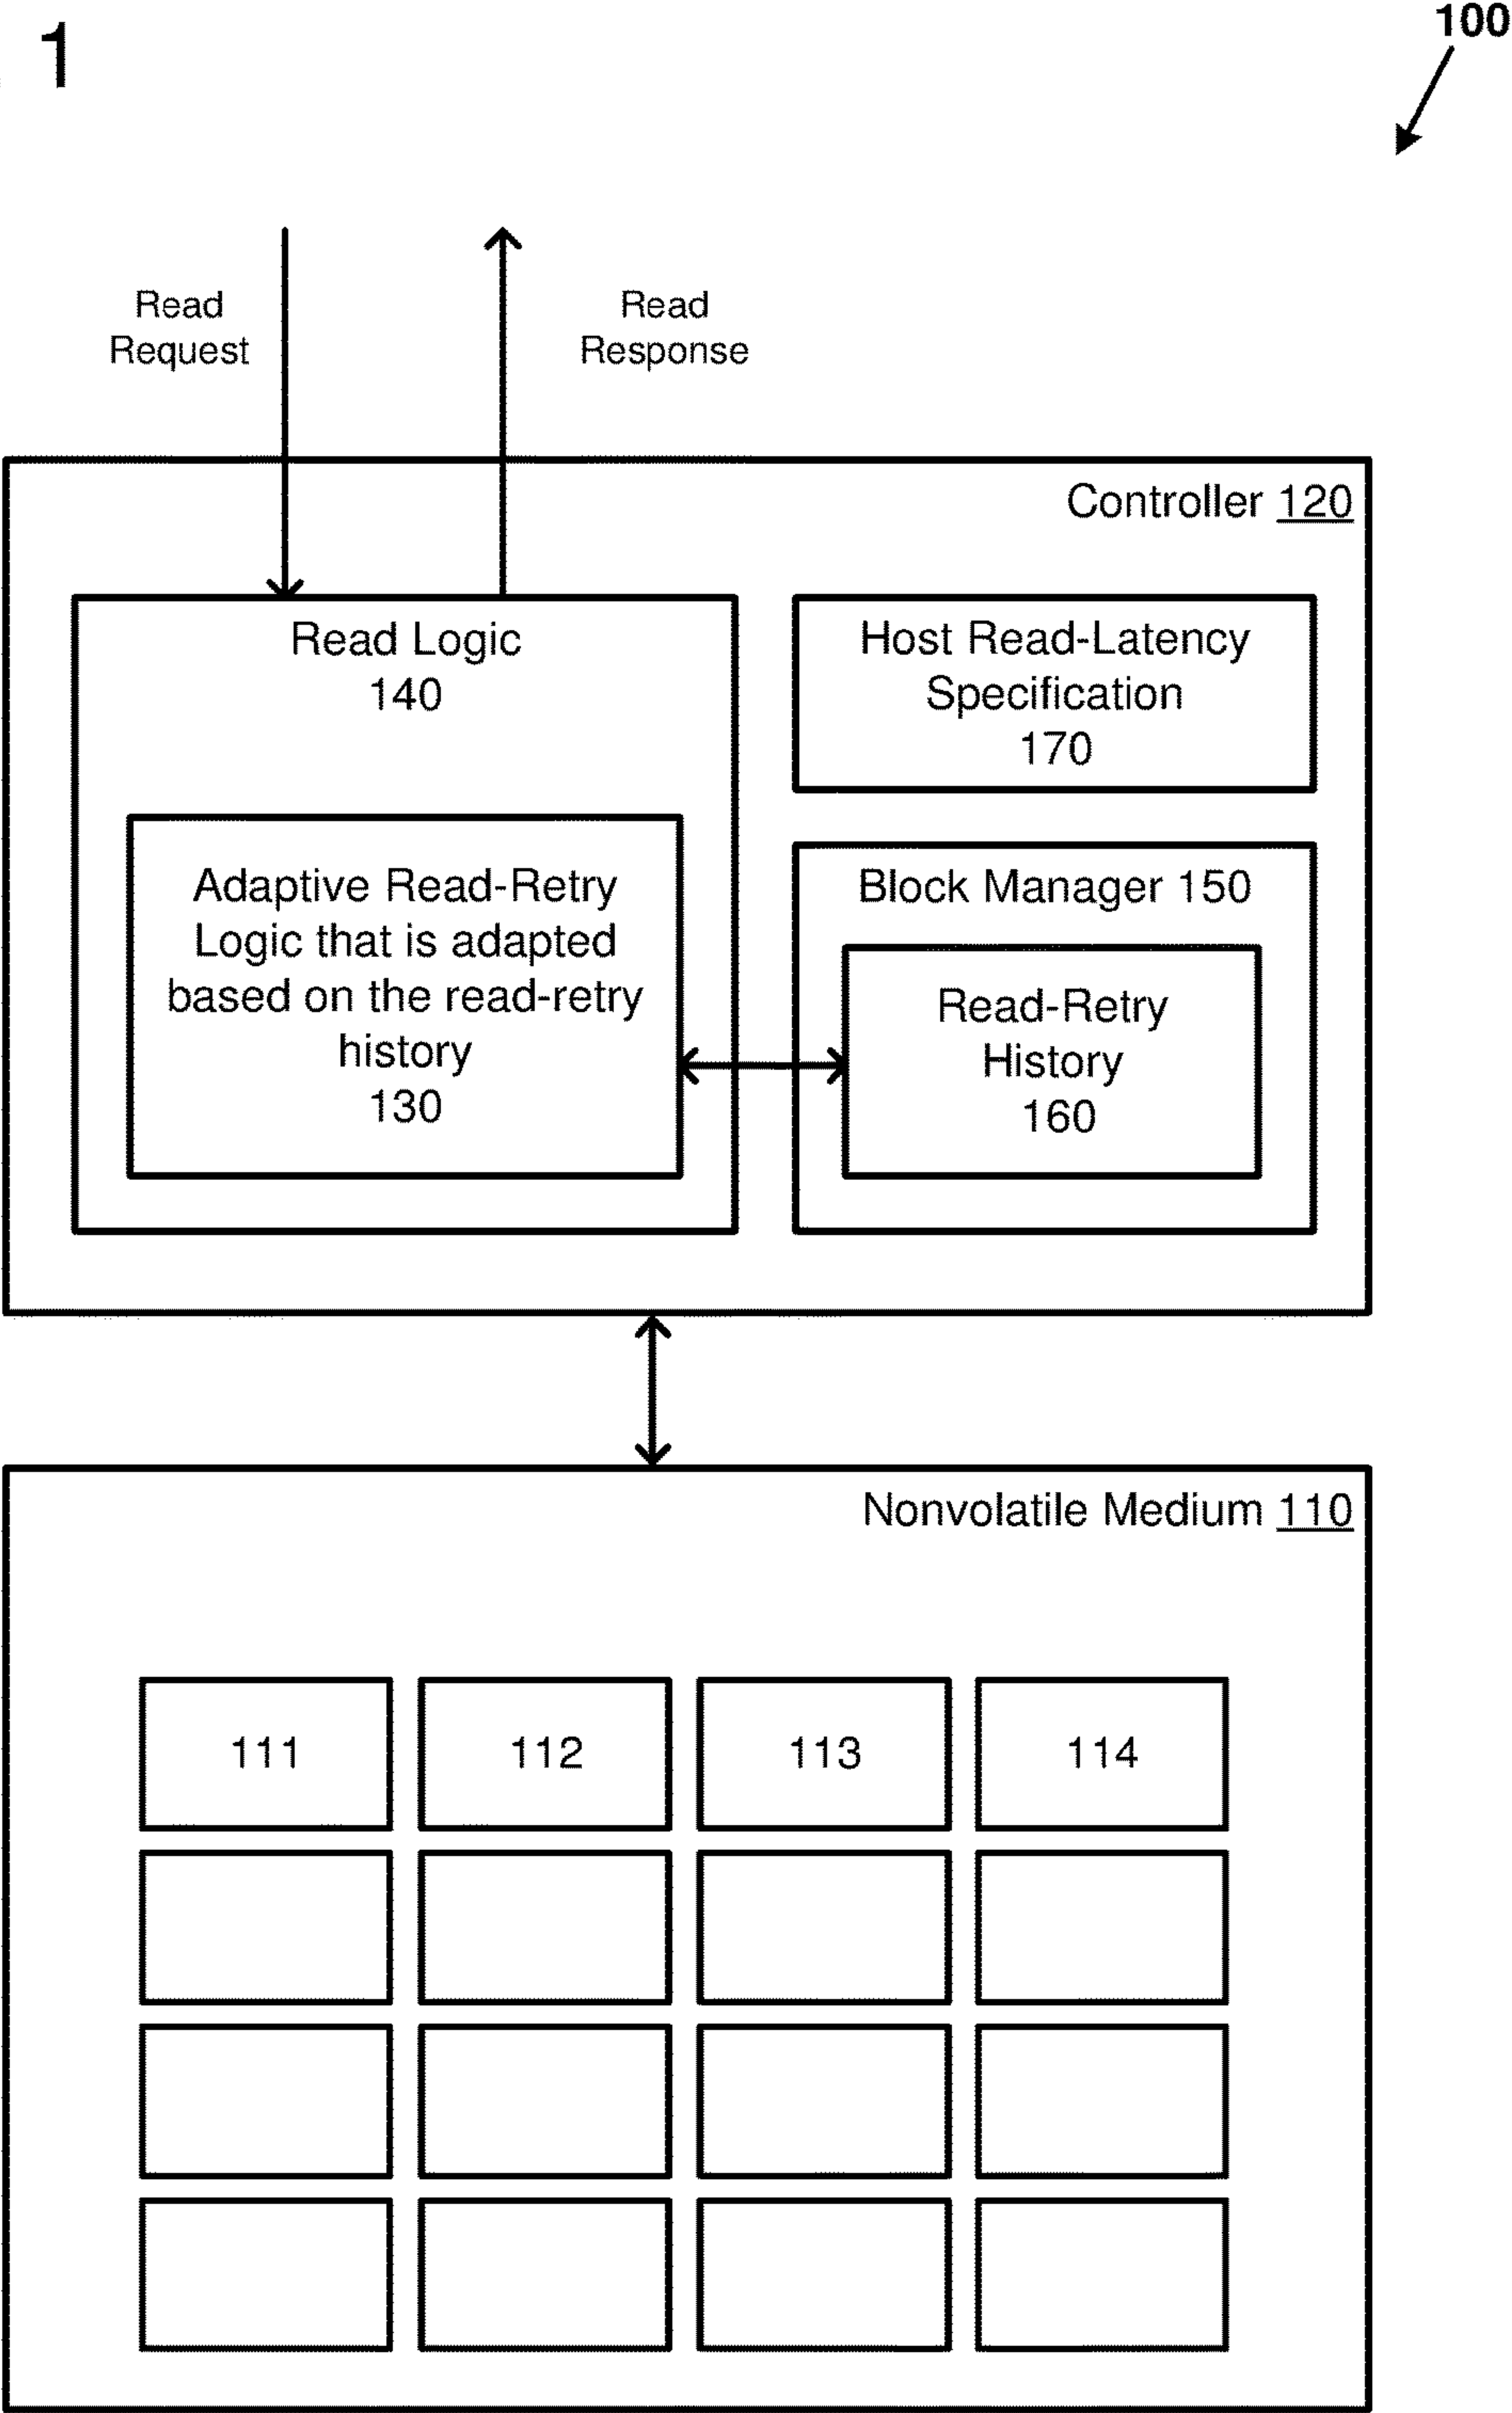 1
100
Read
Request
Read
Response
Controller 120
Read Logic
140
Host Read-Latency
Specification
170
Adaptive Read-Retry
Logic that is adapted
based on the read-retry
history
130
Block Manager 150
Read-Retry
History
160
Nonvolatile Medium 110
111
112
113
114